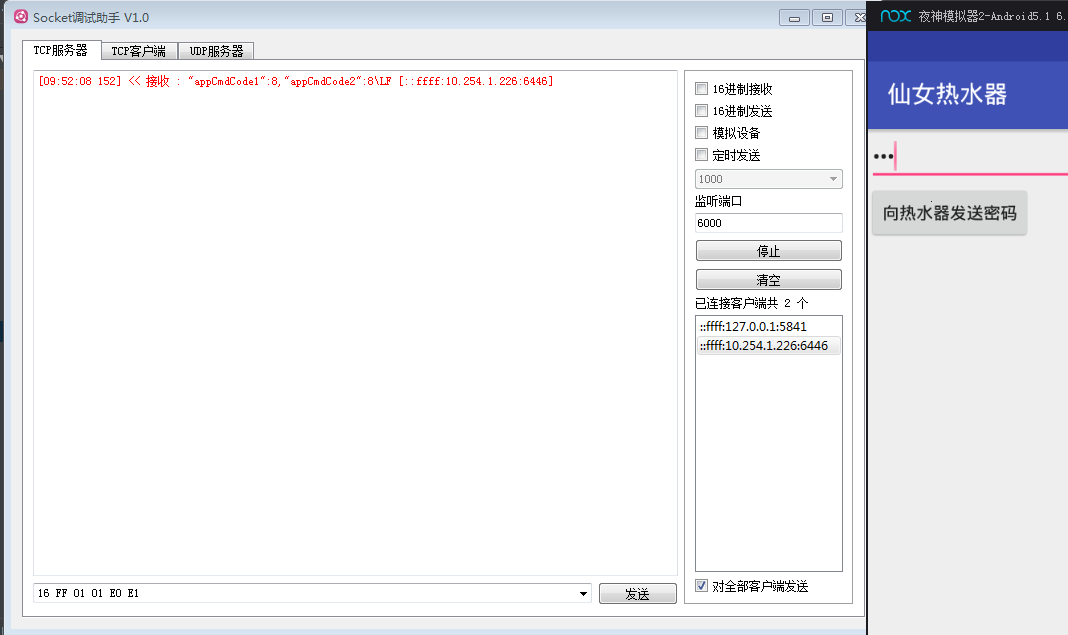 Socket调试助手 V1.0
TCP服务器
TCP客户端
UDP服务器
[09:52:08 152] << 接收 : "appCmdCode1":8,"appCmdCode2":8\LF [::ffff:10.254.1.226:6446]
16进制接收
16进制发送
模拟设备
定时发送
1000
监听端口
6000
停止
清空
已连接客户端共 2 个
::ffff:127.0.0.1:5841
::ffff:10.254.1.226:6446
对全部客户端发送
16 FF 01 01 E0 E1
发送
nox 夜神模拟器2-Android5.1 6.
仙女热水器
•••
向热水器发送密码